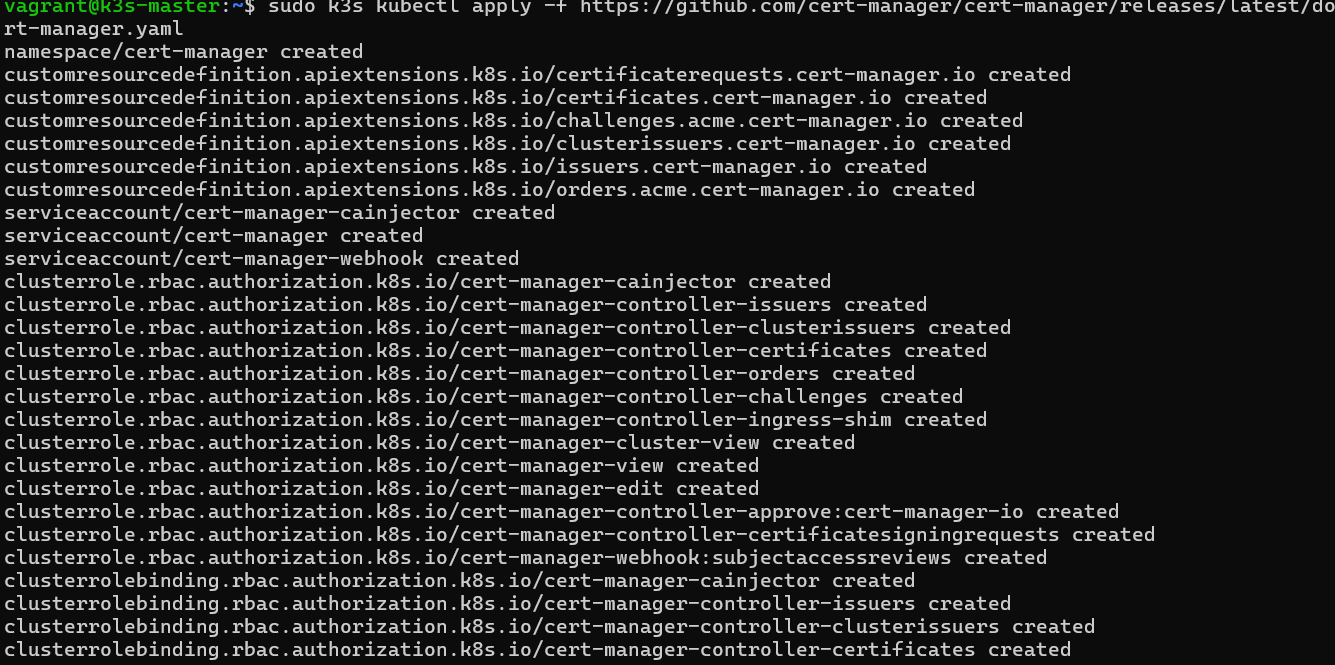 vagrant@k3s-master:~$ sudo k3s kubectl apply -f https://github.com/cert-manager/cert-manager/releases/latest/do
rt-manager.yaml
namespace/cert-manager created
customresourcedefinition.apiextensions.k8s.io/certificaterequests.cert-manager.io created
customresourcedefinition.apiextensions.k8s.io/certificates.cert-manager.io created
customresourcedefinition.apiextensions.k8s.io/challenges.acme.cert-manager.io created
customresourcedefinition.apiextensions.k8s.io/clusterissuers.cert-manager.io created
customresourcedefinition.apiextensions.k8s.io/issuers.cert-manager.io created
customresourcedefinition.apiextensions.k8s.io/orders.acme.cert-manager.io created
serviceaccount/cert-manager-cainjector created
serviceaccount/cert-manager created
serviceaccount/cert-manager-webhook created
clusterrole.rbac.authorization.k8s.io/cert-manager-cainjector created
clusterrole.rbac.authorization.k8s.io/cert-manager-controller-issuers created
clusterrole.rbac.authorization.k8s.io/cert-manager-controller-clusterissuers created
clusterrole.rbac.authorization.k8s.io/cert-manager-controller-certificates created
clusterrole.rbac.authorization.k8s.io/cert-manager-controller-orders created
clusterrole.rbac.authorization.k8s.io/cert-manager-controller-challenges created
clusterrole.rbac.authorization.k8s.io/cert-manager-controller-ingress-shim created
clusterrole.rbac.authorization.k8s.io/cert-manager-cluster-view created
clusterrole.rbac.authorization.k8s.io/cert-manager-view created
clusterrole.rbac.authorization.k8s.io/cert-manager-edit created
clusterrole.rbac.authorization.k8s.io/cert-manager-controller-approve:cert-manager-io created
clusterrole.rbac.authorization.k8s.io/cert-manager-controller-certificatesigningrequests created
clusterrole.rbac.authorization.k8s.io/cert-manager-webhook:subjectaccessreviews created
clusterrolebinding.rbac.authorization.k8s.io/cert-manager-cainjector created
clusterrolebinding.rbac.authorization.k8s.io/cert-manager-controller-issuers created
clusterrolebinding.rbac.authorization.k8s.io/cert-manager-controller-clusterissuers created
clusterrolebinding.rbac.authorization.k8s.io/cert-manager-controller-certificates created